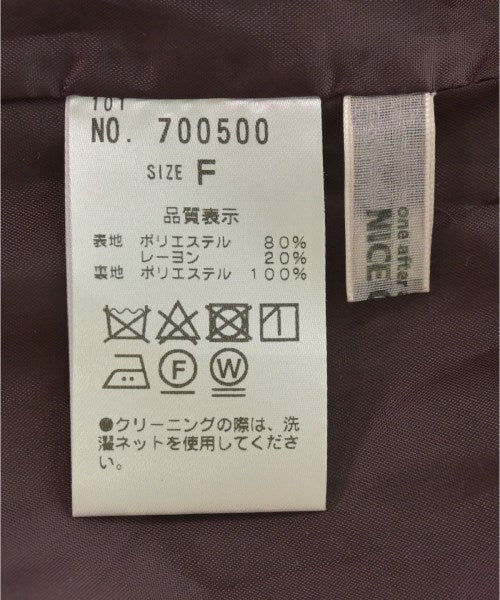 101
NO. 700500
SIZE F
品質表示
表地 ポリエステル 80%
レーヨン 20%
裏地 ポリエステル 100%
F W
●クリーニングの際は、洗
濯ネットを使用してくださ
い。
one after
NICE